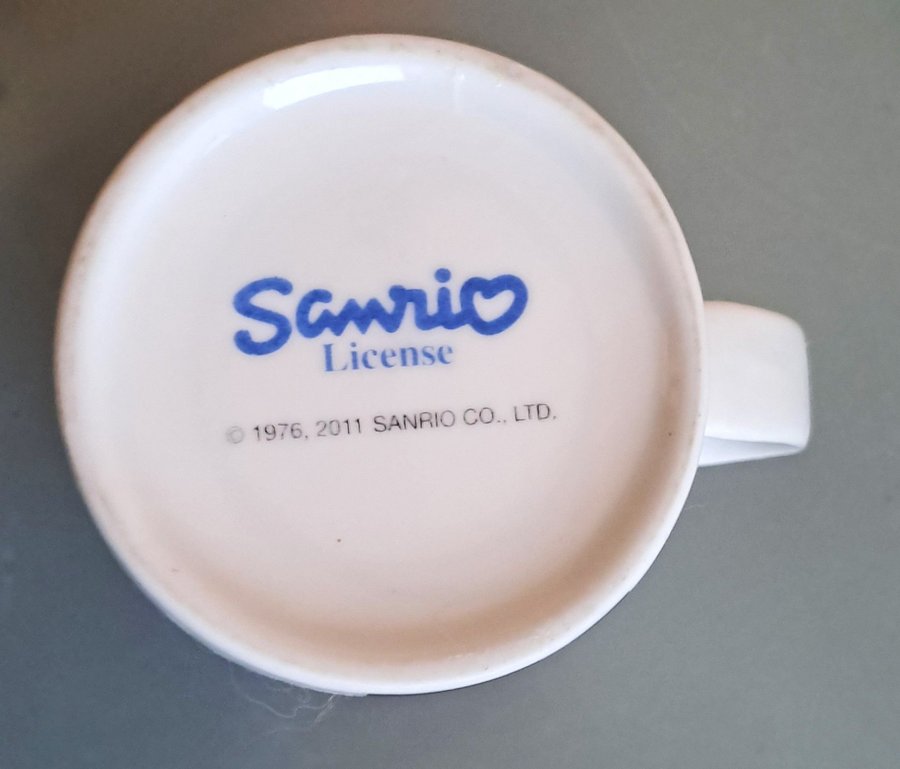 Sanrio
License
© 1976, 2011 SANRIO CO., LTD.